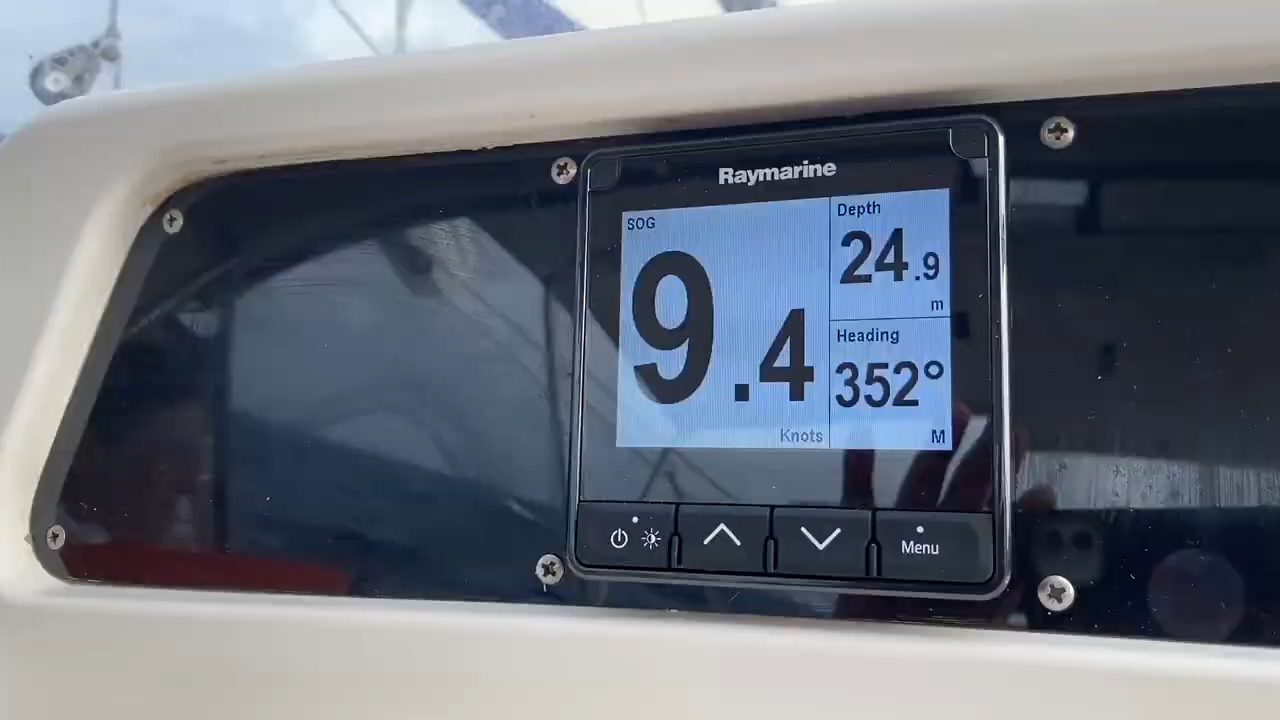 Raymarine
SOG
9.4
Knots
Depth
24.9
m
Heading
352°
M
Menu